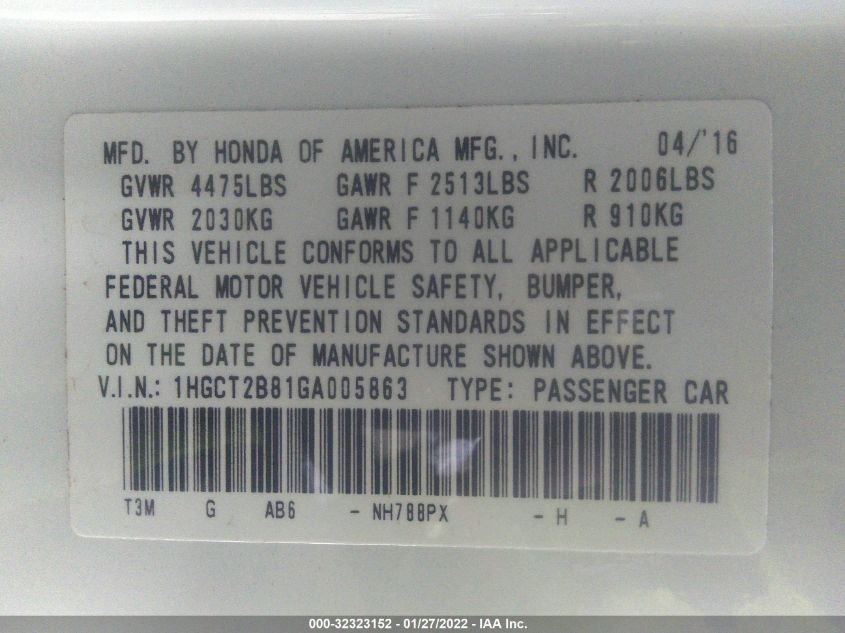 MFD. BY HONDA OF AMERICA MFG., INC. 04/'16
GVWR 4475LBS GAWR F 2513LBS R 2006LBS
GVWR 2030KG GAWR F 1140KG R 910KG
THIS VEHICLE CONFORMS TO ALL APPLICABLE
FEDERAL MOTOR VEHICLE SAFETY, BUMPER,
AND THEFT PREVENTION STANDARDS IN EFFECT
ON THE DATE OF MANUFACTURE SHOWN ABOVE.
V.I.N.: 1HGCT2B81GA005863 TYPE: PASSENGER CAR
T3M G AB6 - NH788PX - H - A
000-32323152 - 01/27/2022 - IAA Inc.